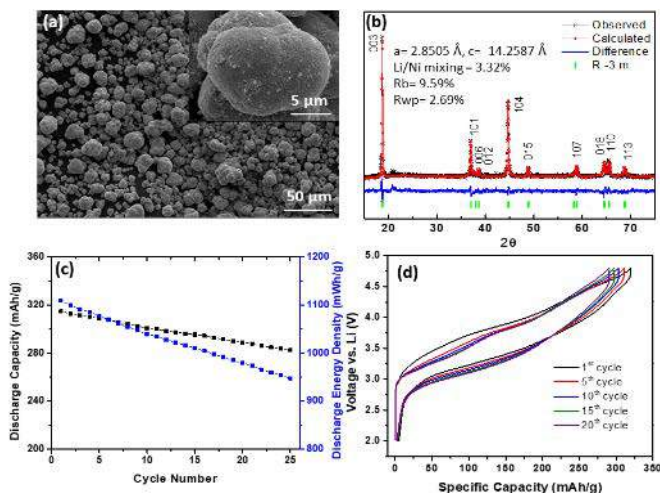 (a)
5 µm
50 µm
(b)
Observed
Calculated
Difference
R -3 m
a= 2.8505 Å, c= 14.2587 Å
Li/Ni mixing – 3.32%
Rb= 9.59%
Rwp= 2.69%
003
101
006
012
104
015
107
018
110
113
20 30 40 50 60 70
2θ
(c)
Discharge Capacity (mAh/g)
360
320
280
240
200
Discharge Energy Density (mWh/g)
1200
1100
1000
900
800
0 5 10 15 20 25
Cycle Number
(d)
Voltage vs. Li (V)
5.0
4.5
4.0
3.5
3.0
2.5
2.0
1st cycle
5th cycle
10th cycle
15th cycle
20th cycle
0 50 100 150 200 250 300 350
Specific Capacity (mAh/g)